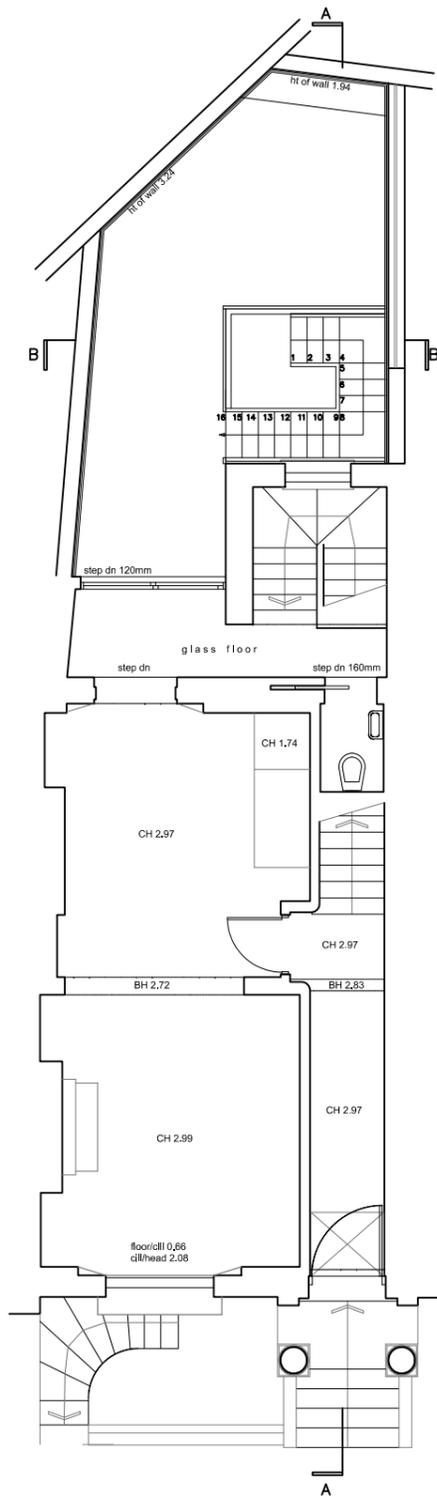 A
ht of wall 1.94
ht of wall 3.24
B
B
1 2 3 4
5
6
7
16 15 14 13 12 11 10 98
step dn 120mm
glass floor
step dn
step dn 160mm
CH 1.74
CH 2.97
CH 2.97
BH 2.72
BH 2.83
CH 2.97
CH 2.99
floor/cill 0.66
cill/head 2.08
A